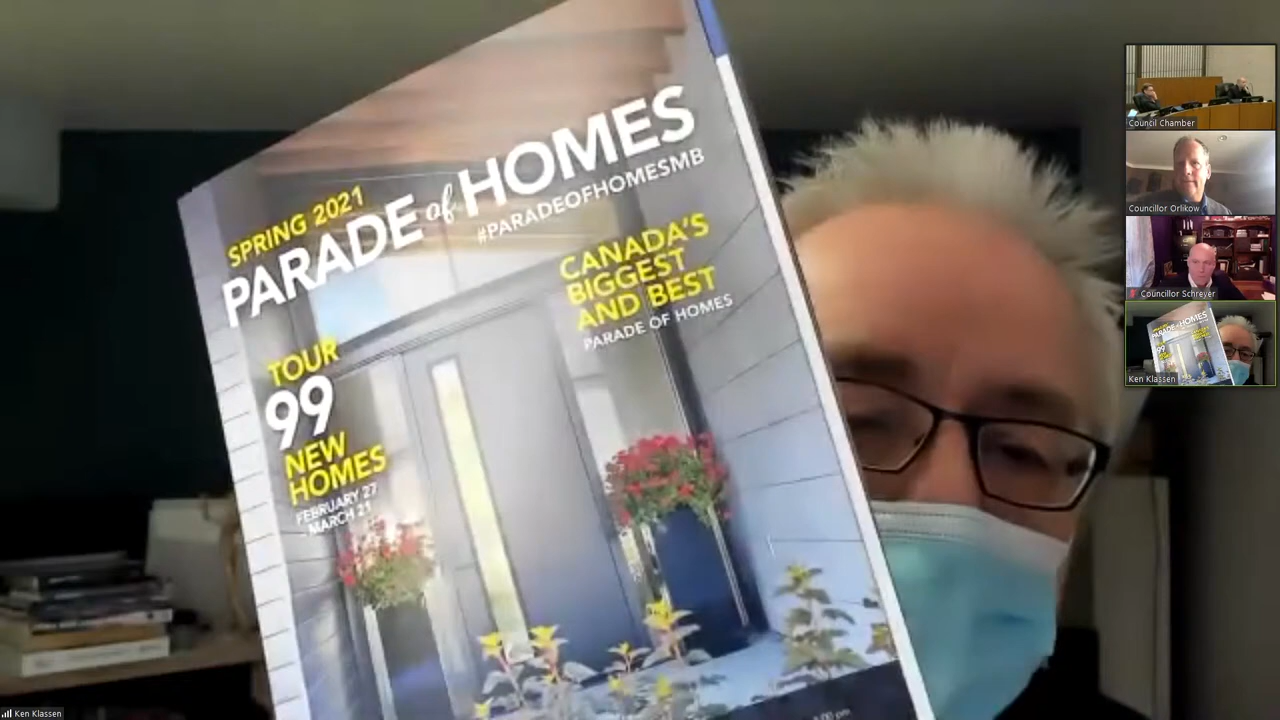 SPRING 2021
PARADE of HOMES
#PARADEOFHOMESMB
CANADA'S
BIGGEST
AND BEST
PARADE OF HOMES
TOUR
99
NEW
HOMES
FEBRUARY 27
MARCH 21
Council Chamber
Councillor Orlikow
Councillor Schreyer
Ken Klassen
Ken Klassen